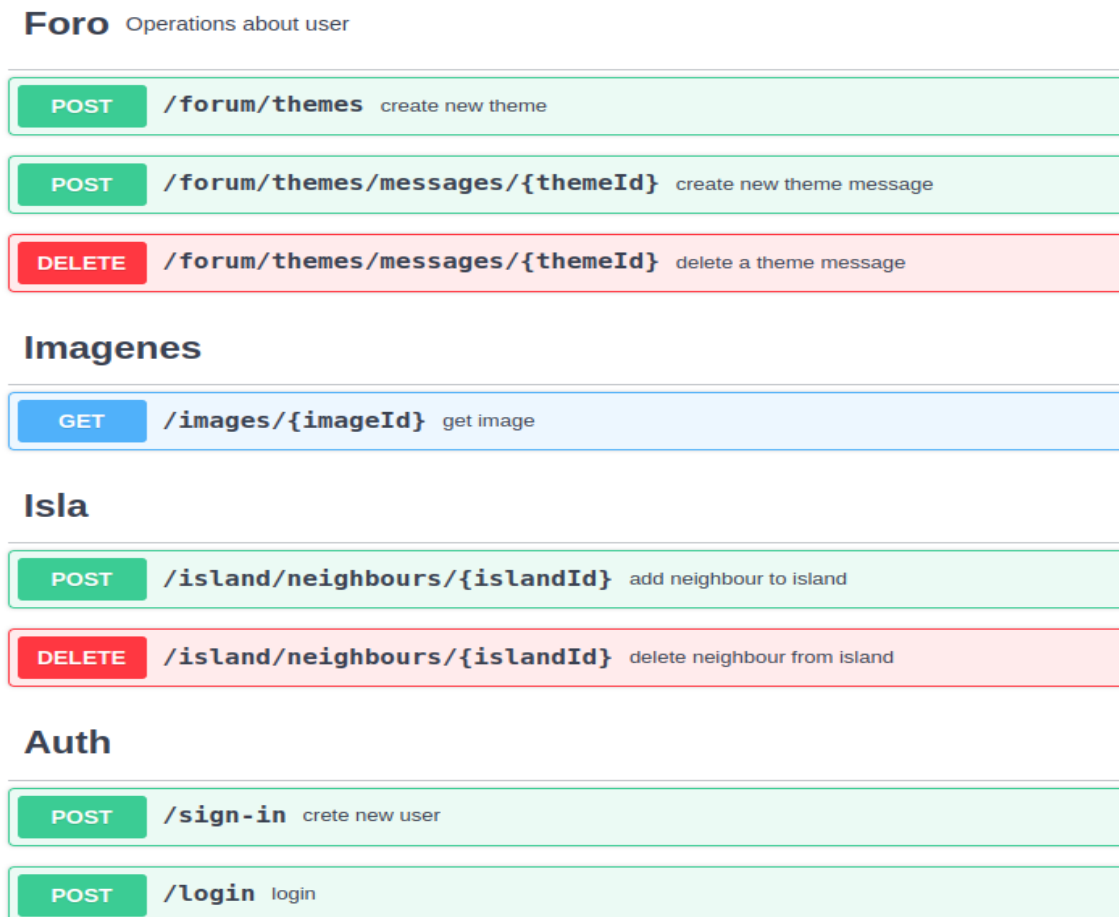 Foro Operations about user
POST /forum/themes create new theme
POST /forum/themes/messages/{themeId} create new theme message
DELETE /forum/themes/messages/{themeId} delete a theme message
Imagenes
GET /images/{imageId} get image
Isla
POST /island/neighbours/{islandId} add neighbour to island
DELETE /island/neighbours/{islandId} delete neighbour from island
Auth
POST /sign-in crete new user
POST /login login